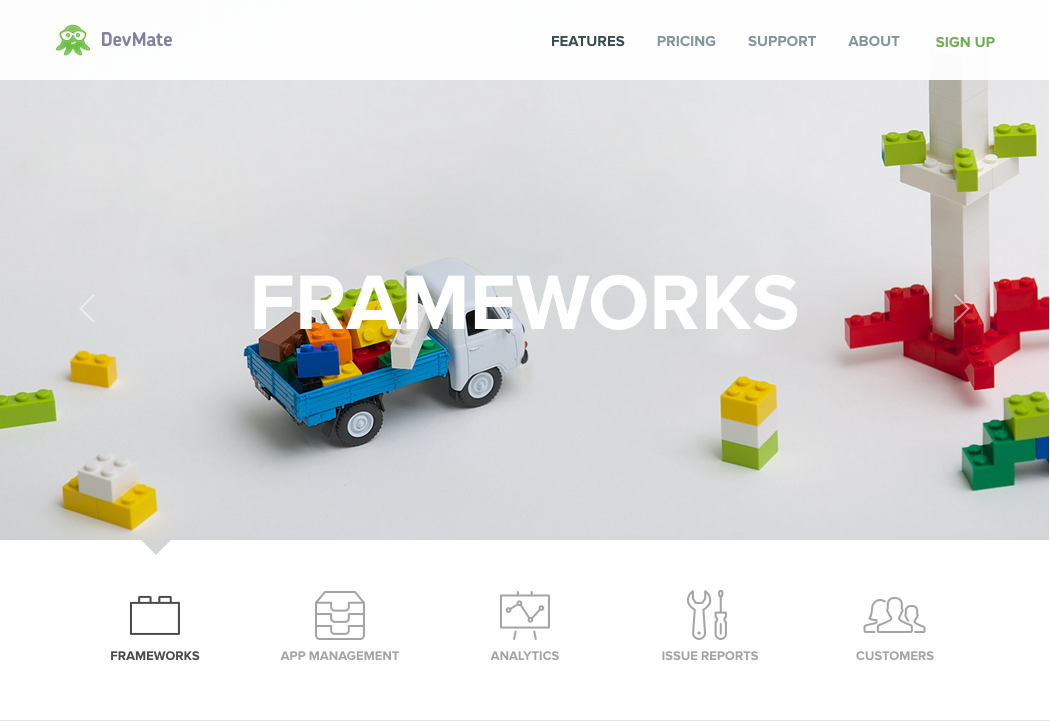 DevMate
FEATURES PRICING SUPPORT ABOUT SIGN UP
FRAMEWORKS
FRAMEWORKS APP MANAGEMENT ANALYTICS ISSUE REPORTS CUSTOMERS